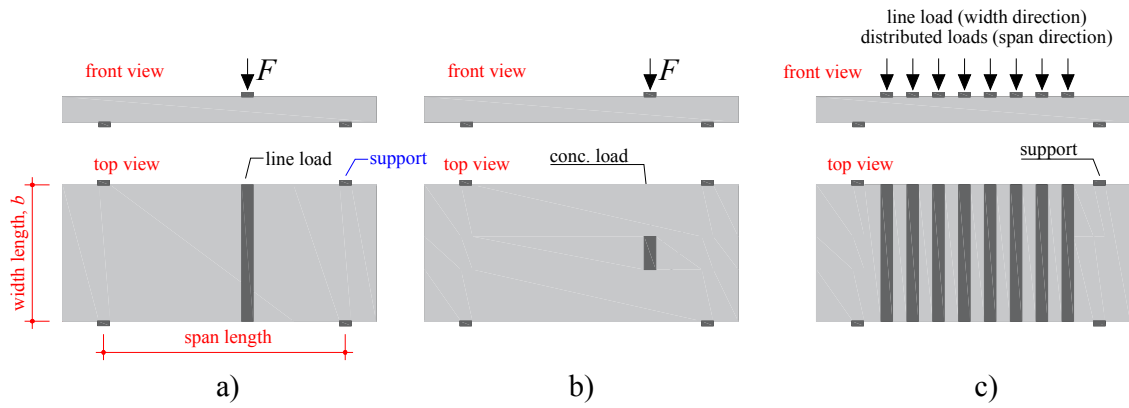 front view
F
top view
line load
support
width length, b
span length
a)
front view
F
top view
conc. load
b)
line load (width direction)
distributed loads (span direction)
front view
top view
support
c)